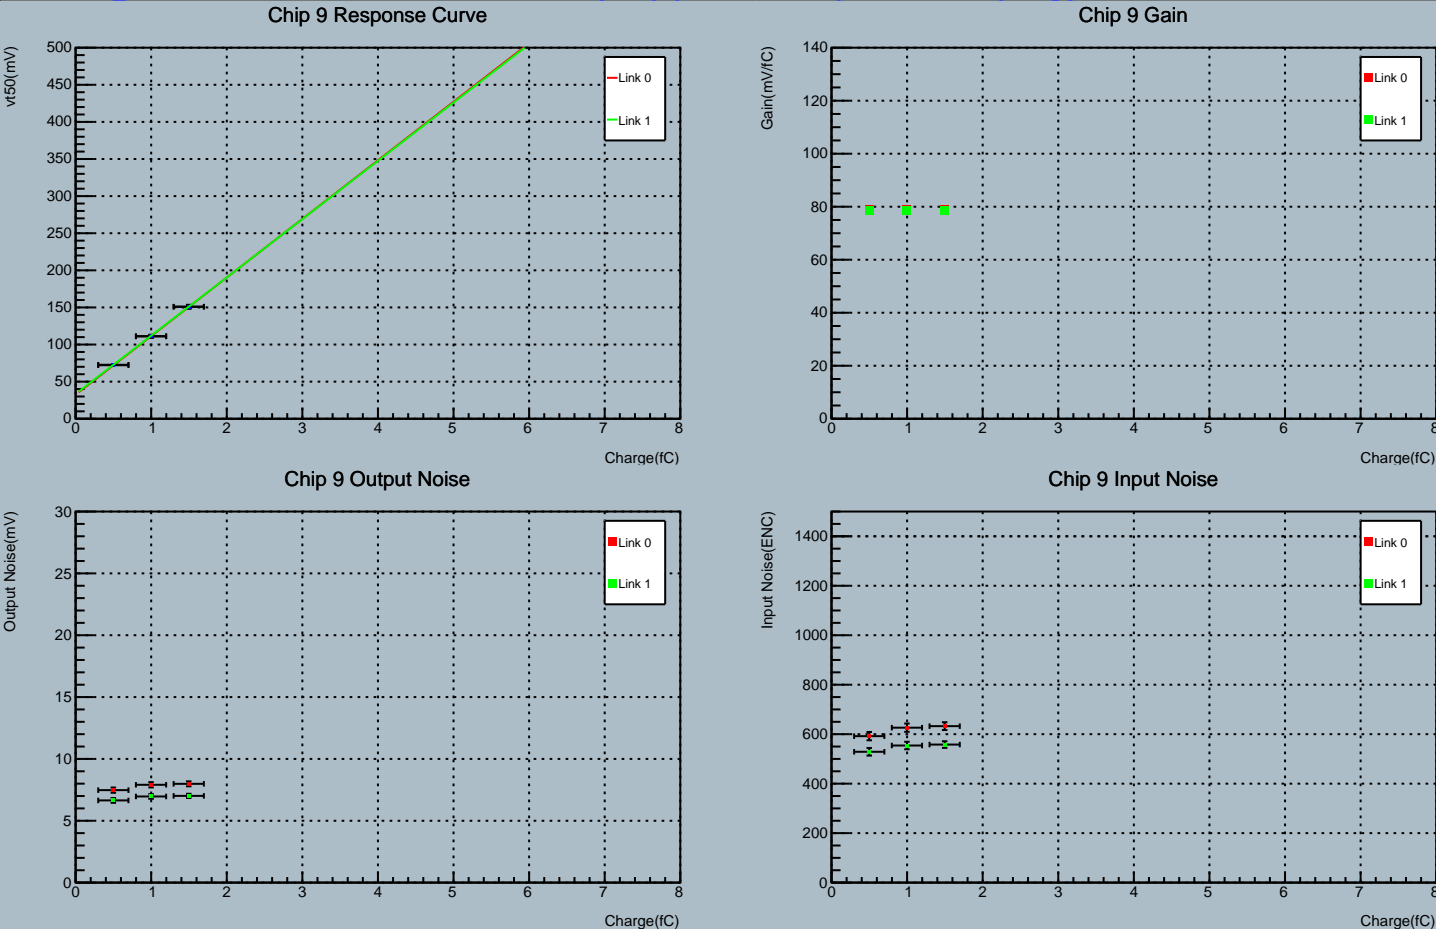 Chip 9 Response Curve
vt50(mV)
500
450
400
350
300
250
200
150
100
50
0
0 1 2 3 4 5 6 7 8
Charge(fC)
Link 0
Link 1
Chip 9 Gain
Gain(mV/fC)
140
120
100
80
60
40
20
0
0 1 2 3 4 5 6 7 8
Charge(fC)
Link 0
Link 1
Chip 9 Output Noise
Output Noise(mV)
30
25
20
15
10
5
0
0 1 2 3 4 5 6 7 8
Charge(fC)
Link 0
Link 1
Chip 9 Input Noise
Input Noise(ENC)
1400
1200
1000
800
600
400
200
0
0 1 2 3 4 5 6 7 8
Charge(fC)
Link 0
Link 1